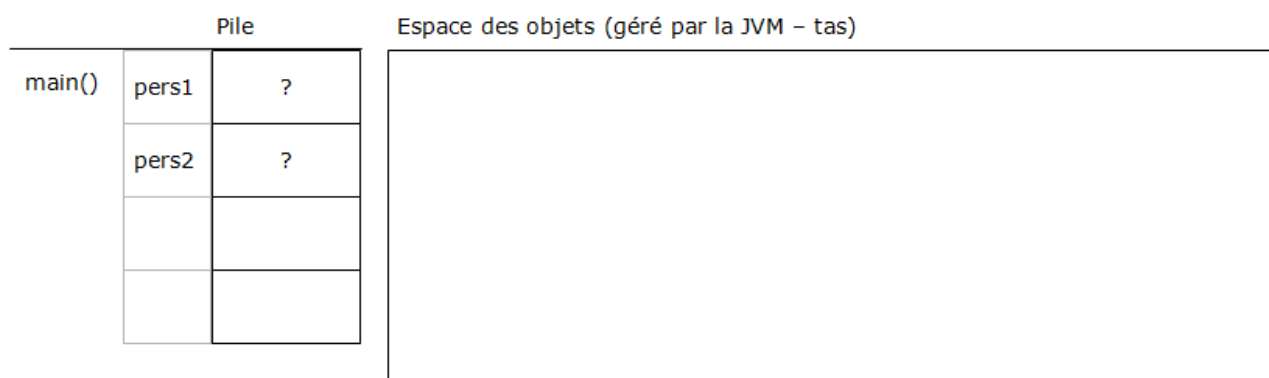 Pile Espace des objets (géré par la JVM – tas)
main() pers1 ?
pers2 ?